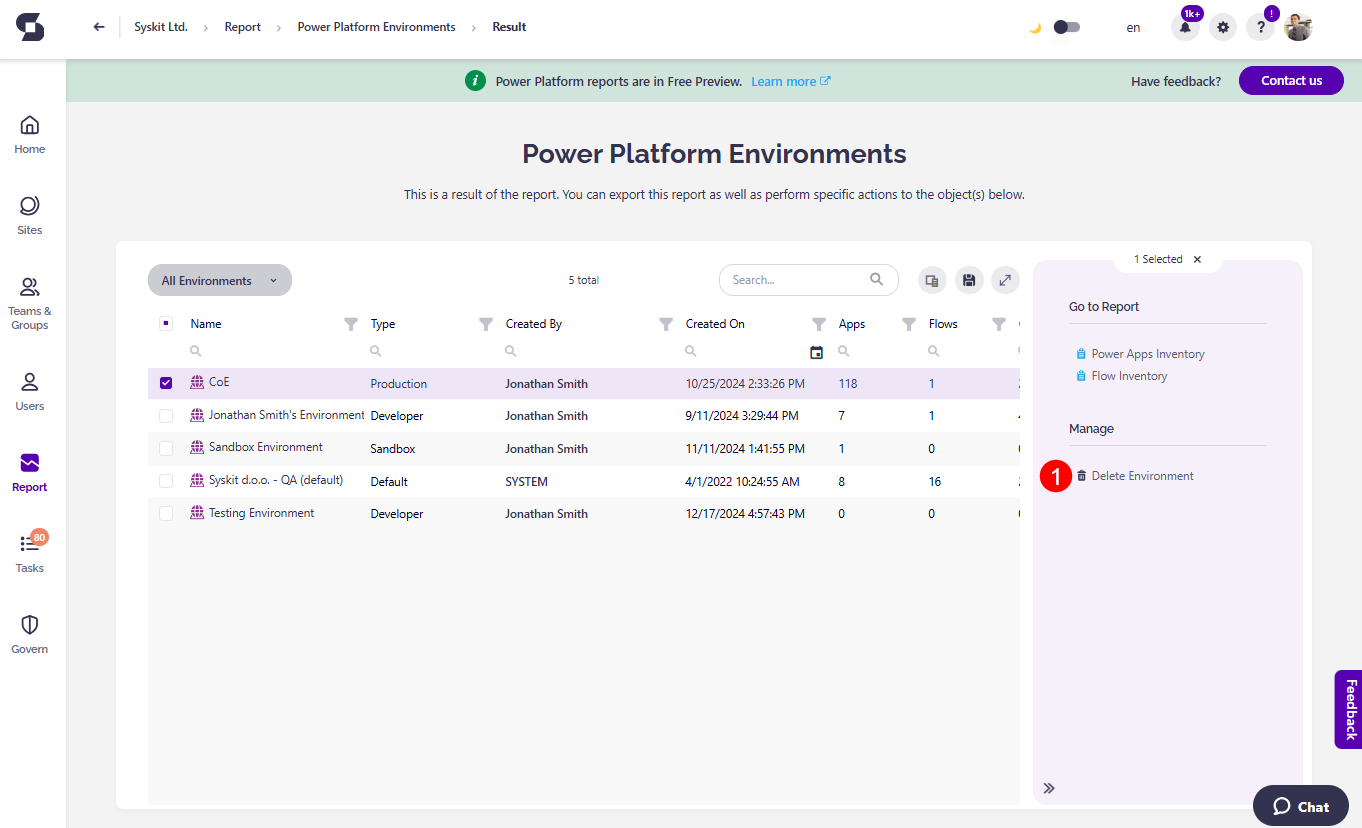 Syskit Ltd. › Report › Power Platform Environments › Result
en
1k+
?
!
i Power Platform reports are in Free Preview. Learn more
Have feedback?
Contact us
Home
Sites
Teams &
Groups
Users
Report
80
Tasks
Govern
Power Platform Environments
This is a result of the report. You can export this report as well as perform specific actions to the object(s) below.
All Environments
5 total
Search...
Name Type Created By Created On Apps Flows
CoE Production Jonathan Smith 10/25/2024 2:33:26 PM 118 1
Jonathan Smith's Environment Developer Jonathan Smith 9/11/2024 3:29:44 PM 7 1
Sandbox Environment Sandbox Jonathan Smith 11/11/2024 1:41:55 PM 1 0
Syskit d.o.o. - QA (default) Default SYSTEM 4/1/2022 10:24:55 AM 8 16
Testing Environment Developer Jonathan Smith 12/17/2024 4:57:43 PM 0 0
1 Selected ×
Go to Report
Power Apps Inventory
Flow Inventory
Manage
1 Delete Environment
Feedback
Chat